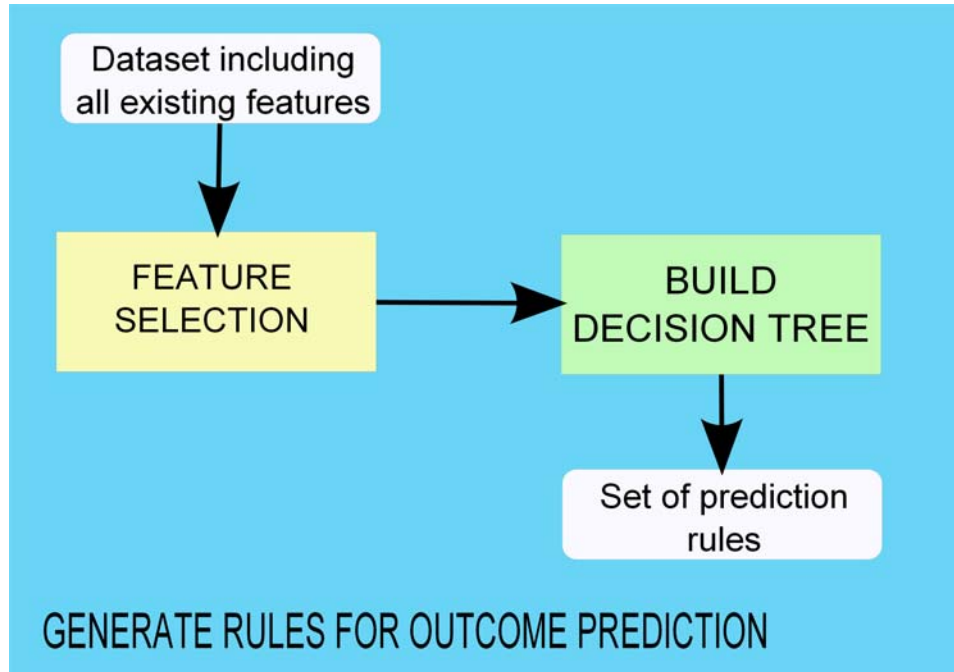 Dataset including
all existing features
FEATURE
SELECTION
BUILD
DECISION TREE
Set of prediction
rules
GENERATE RULES FOR OUTCOME PREDICTION